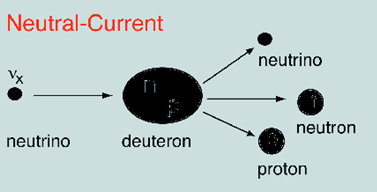 Neutral-Current
νx
n
p
neutrino
neutron
neutrino
deuteron
proton